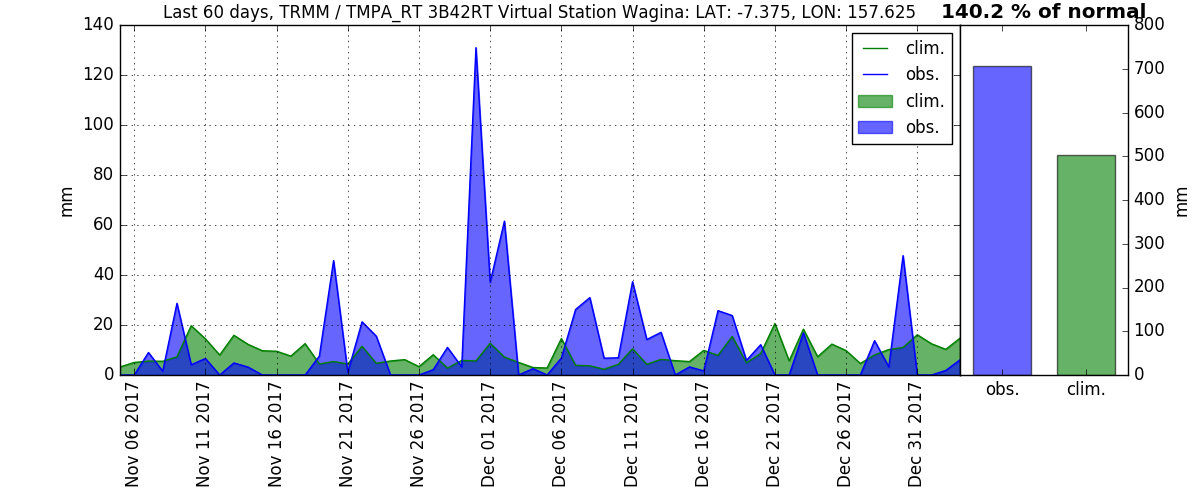 Last 60 days, TRMM / TMPA_RT 3B42RT Virtual Station Wagina: LAT: -7.375, LON: 157.625
140.2 % of normal
140
120
100
80
60
40
20
0
mm
clim.
obs.
clim.
obs.
800
700
600
500
400
300
200
100
0
mm
obs.
clim.
Nov 06 2017
Nov 11 2017
Nov 16 2017
Nov 21 2017
Nov 26 2017
Dec 01 2017
Dec 06 2017
Dec 11 2017
Dec 16 2017
Dec 21 2017
Dec 26 2017
Dec 31 2017